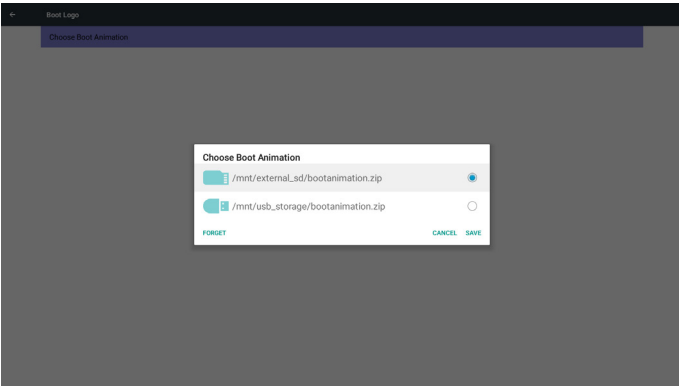 Boot Logo
Choose Boot Animation
Choose Boot Animation
/mnt/external_sd/bootanimation.zip
/mnt/usb_storage/bootanimation.zip
FORGET CANCEL SAVE